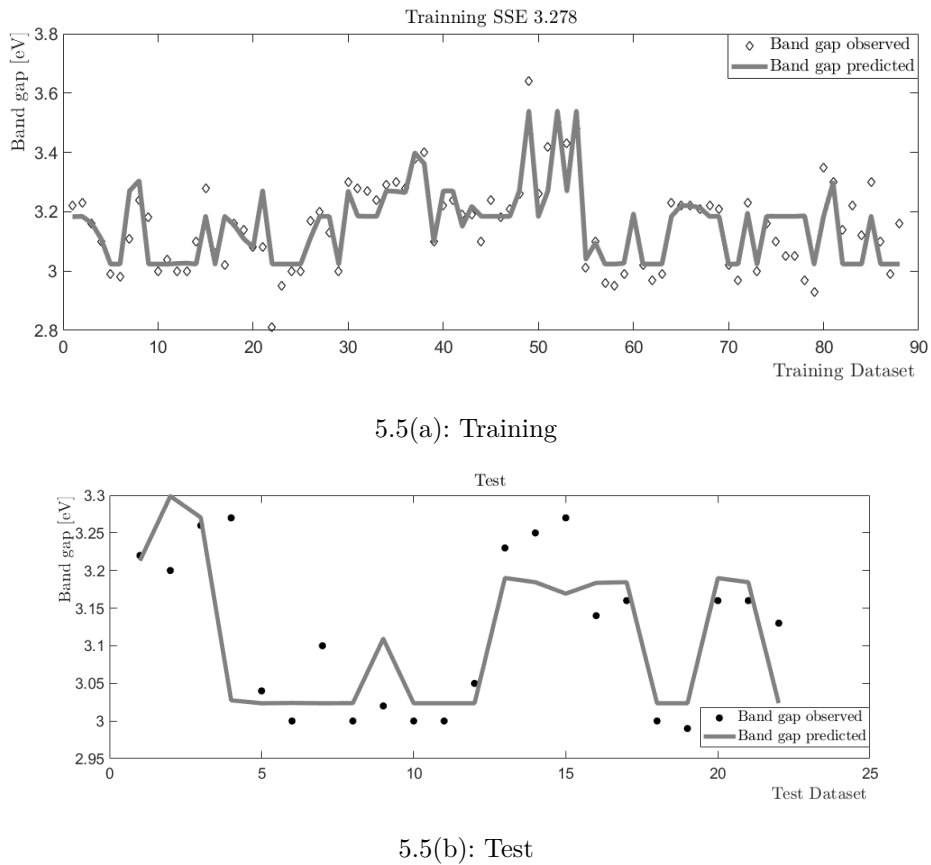 Trainning SSE 3.278
3.8
3.6
3.4
3.2
3
2.8
Band gap [eV]
Band gap observed
Band gap predicted
0 10 20 30 40 50 60 70 80 90
Training Dataset
5.5(a): Training
Test
3.3
3.25
3.2
3.15
3.1
3.05
3
2.95
Band gap [eV]
Band gap observed
Band gap predicted
0 5 10 15 20 25
Test Dataset
5.5(b): Test